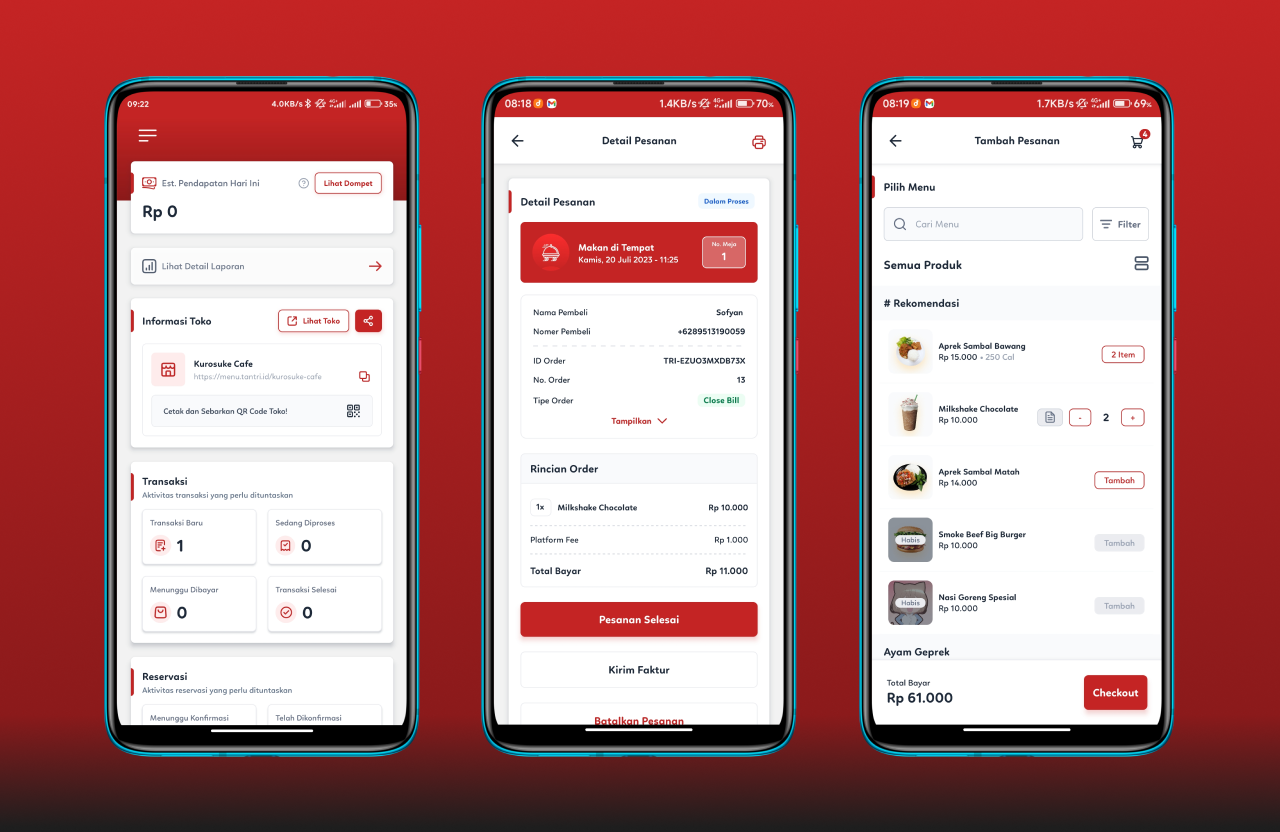 09:22
4.0KB/s
35%
Est. Pendapatan Hari Ini
?
Lihat Dompet
Rp 0
Lihat Detail Laporan
Informasi Toko
Lihat Toko
Kurosuke Cafe
https://menu.tantri.id/kurosuke-cafe
Cetak dan Sebarkan QR Code Toko!
Transaksi
Aktivitas transaksi yang perlu dituntaskan
Transaksi Baru
1
Sedang Diproses
0
Menunggu Dibayar
0
Transaksi Selesai
0
Reservasi
Aktivitas reservasi yang perlu dituntaskan
Menunggu Konfirmasi
Telah Dikonfirmasi
08:18
1.4KB/s
4G+
70%
Detail Pesanan
Detail Pesanan
Dalam Proses
Makan di Tempat
Kamis, 20 Juli 2023 - 11:25
No. Meja
1
Nama Pembeli
Sofyan
Nomer Pembeli
+6289513190059
ID Order
TRI-EZUO3MXDB73X
No. Order
13
Tipe Order
Close Bill
Tampilkan
Rincian Order
1x Milkshake Chocolate
Rp 10.000
Platform Fee
Rp 1.000
Total Bayar
Rp 11.000
Pesanan Selesai
Kirim Faktur
Batalkan Pesanan
08:19
1.7KB/s
4G+
69%
Tambah Pesanan
4
Pilih Menu
Cari Menu
Filter
Semua Produk
# Rekomendasi
Aprek Sambal Bawang
Rp 15.000 • 250 Cal
2 Item
Milkshake Chocolate
Rp 10.000
- 2 +
Aprek Sambal Matah
Rp 14.000
Tambah
Habis
Smoke Beef Big Burger
Rp 10.000
Tambah
Habis
Nasi Goreng Spesial
Rp 10.000
Tambah
Ayam Geprek
Total Bayar
Rp 61.000
Checkout